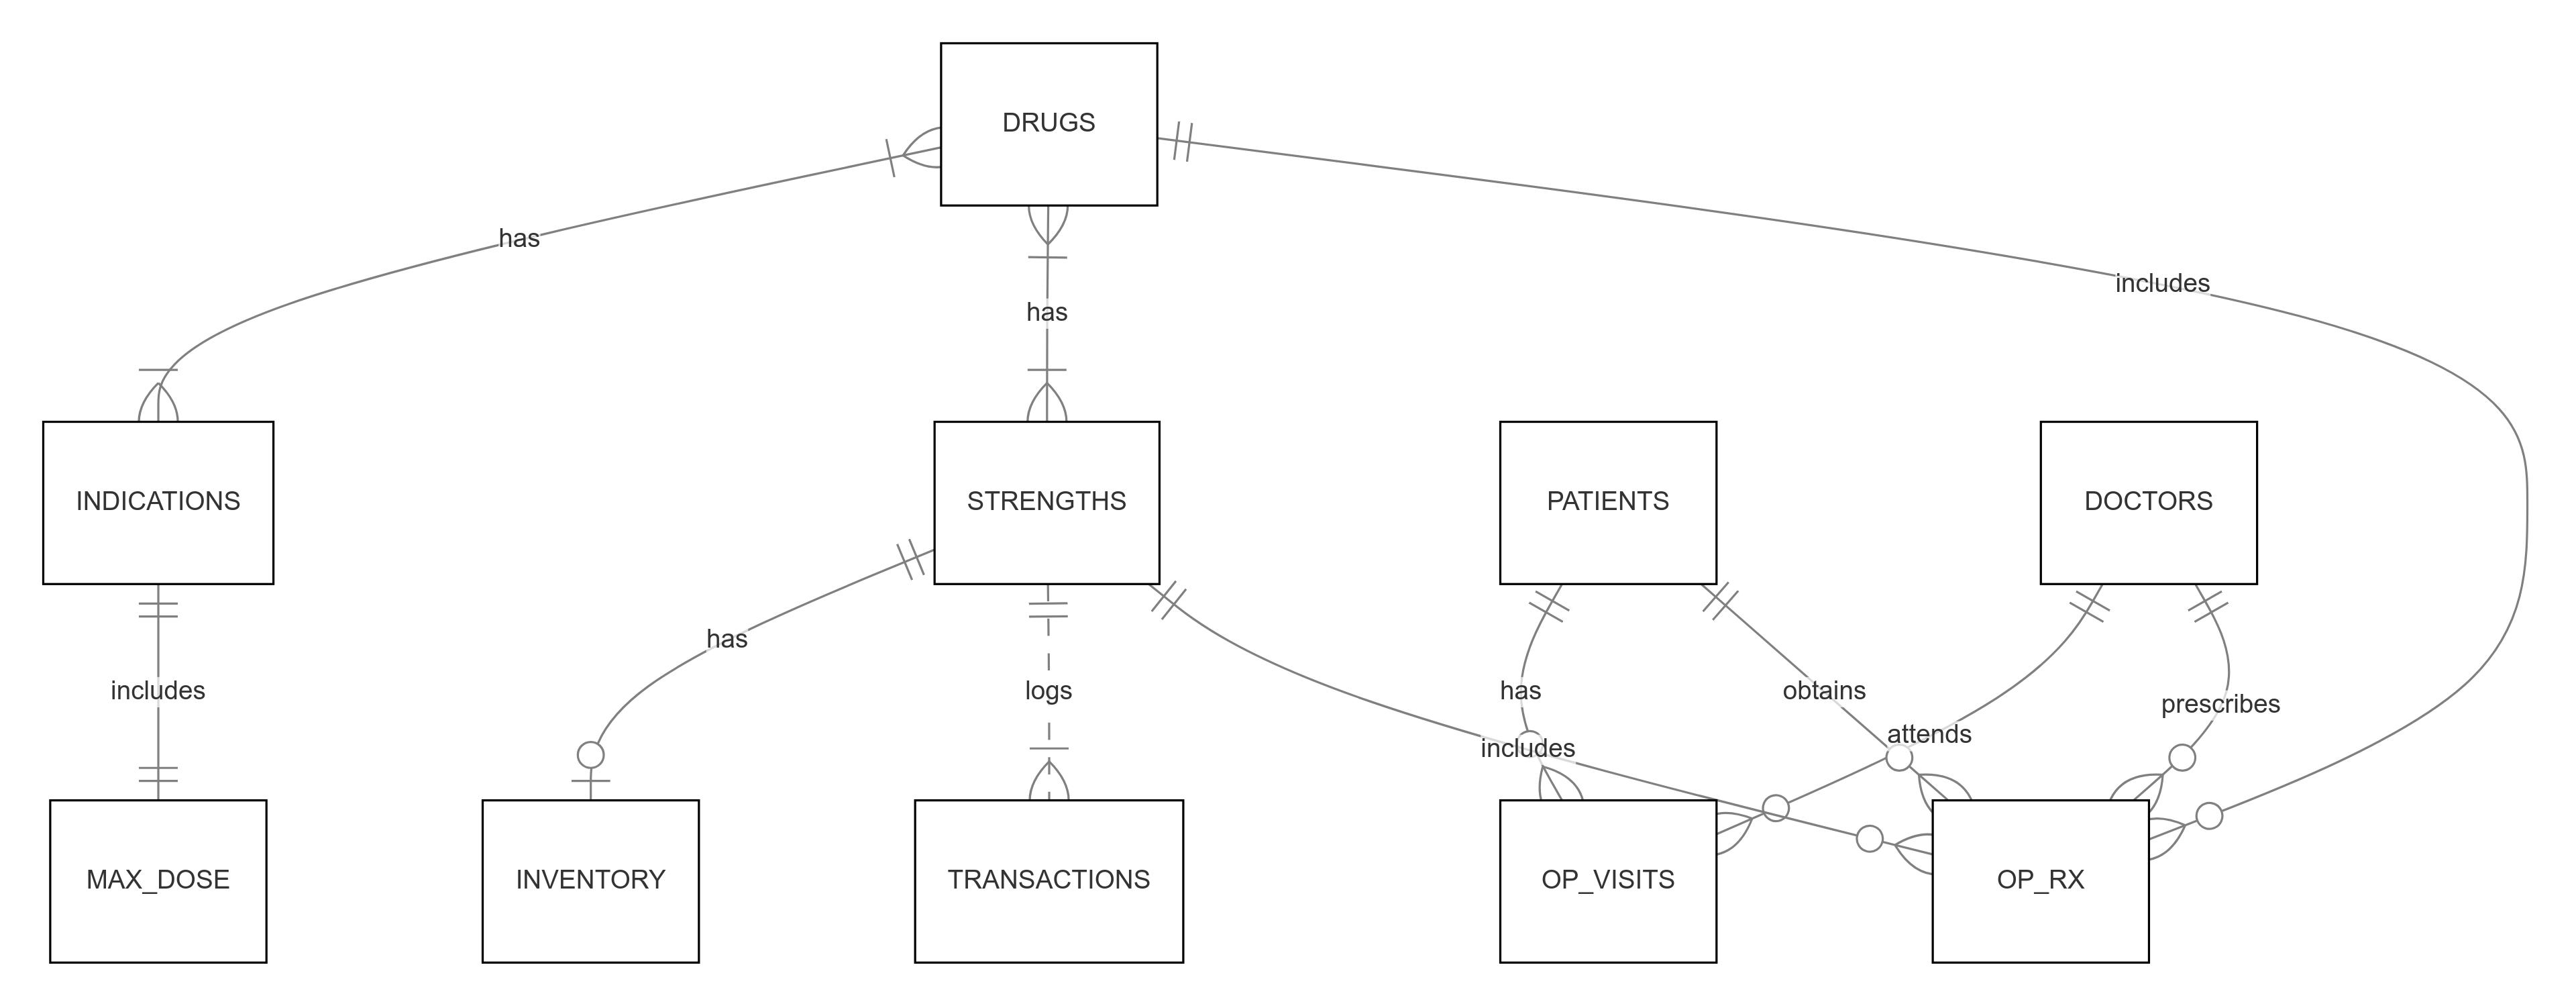 DRUGS
has
includes
has
INDICATIONS
STRENGTHS
PATIENTS
DOCTORS
has
includes
logs
has
obtains
prescribes
attends
includes
MAX_DOSE
INVENTORY
TRANSACTIONS
OP_VISITS
OP_RX